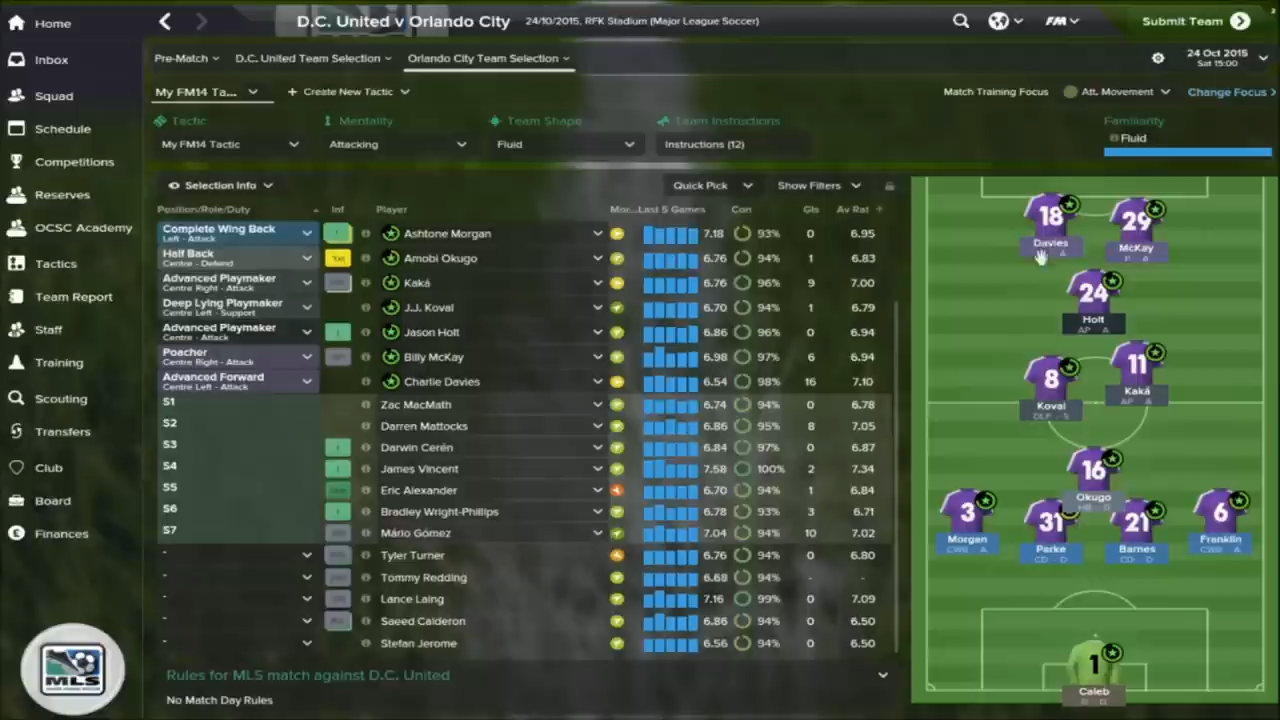 Home
D.C. United v Orlando City
24/10/2015, RFK Stadium (Major League Soccer)
FM
Submit Team
Inbox
Pre-Match
D.C. United Team Selection
Orlando City Team Selection
24 Oct 2015
Sat 15:00
Squad
My FM14 Ta...
+ Create New Tactic
Match Training Focus
Att. Movement
Change Focus
Schedule
Tactic
Mentality
Team Shape
Team Instructions
Familiarity
My FM14 Tactic
Attacking
Fluid
Instructions (12)
Fluid
Competitions
Reserves
OCSC Academy
Tactics
Team Report
Staff
Training
Scouting
Transfers
Club
Board
Finances
MLS
Selection Info
Quick Pick
Show Filters
Position/Role/Duty Inf Player Mor... Last 5 Games Con Gls Av Rat
Complete Wing Back
Left - Attack
Ashtone Morgan 7.18 93% 0 6.95
Half Back
Centre - Defend
Amobi Okugo 6.76 94% 1 6.83
Advanced Playmaker
Centre Right - Attack
Kaká 6.76 96% 9 7.00
Deep Lying Playmaker
Centre Left - Support
J.J. Koval 6.70 94% 1 6.79
Advanced Playmaker
Centre - Attack
Jason Holt 6.86 96% 0 6.94
Poacher
Centre Right - Attack
Billy McKay 6.98 97% 6 6.94
Advanced Forward
Centre Left - Attack
Charlie Davies 6.54 98% 16 7.10
S1 Zac MacMath 6.74 94% 0 6.78
S2 Darren Mattocks 6.86 95% 8 7.05
S3 Darwin Cerén 6.84 97% 0 6.87
S4 James Vincent 7.58 100% 2 7.34
S5 Eric Alexander 6.70 94% 1 6.84
S6 Bradley Wright-Phillips 6.78 93% 3 6.71
S7 Mário Gómez 7.04 94% 10 7.02
- Tyler Turner 6.76 94% 0 6.80
- Tommy Redding 6.68 94% - -
- Lance Laing 7.16 99% 0 7.09
- Saeed Calderon 6.86 94% 0 6.50
- Stefan Jerome 6.56 94% 0 6.50
Rules for MLS match against D.C. United
No Match Day Rules
18
Davies
A
29
McKay
P A
24
Holt
AP A
8
Koval
DLP S
11
Kaká
AP A
16
Okugo
HB D
3
Morgan
CWB A
31
Parke
CD D
21
Barnes
CD D
6
Franklin
CWB A
1
Caleb